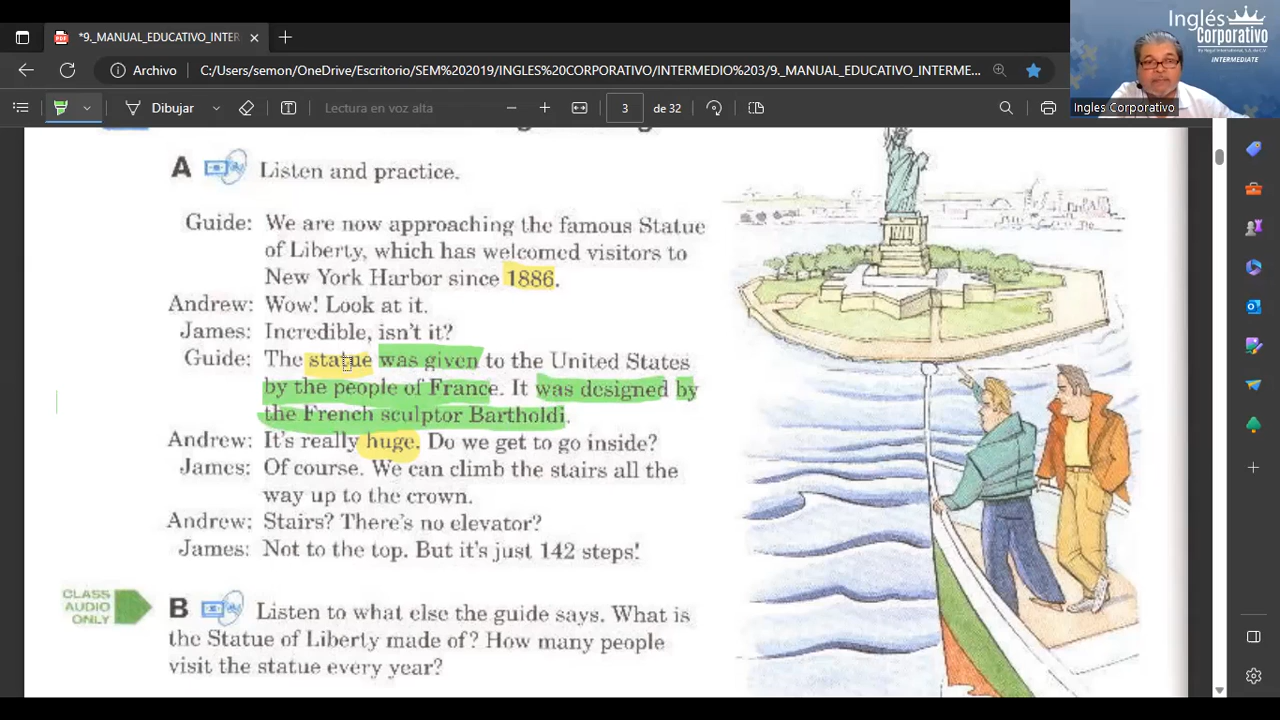 *9._MANUAL_EDUCATIVO_INTER
Archivo
C:/Users/semon/OneDrive/Escritorio/SEM%202019/INGLES%20CORPORATIVO/INTERMEDIO%203/9._MANUAL_EDUCATIVO_INTERME...
Dibujar
Lectura en voz alta
3
de 32
Inglés
Corporativo
INTERMEDIATE
Ingles Corporativo
A
Listen and practice.
Guide: We are now approaching the famous Statue
of Liberty, which has welcomed visitors to
New York Harbor since 1886.
Andrew: Wow! Look at it.
James: Incredible, isn't it?
Guide: The statue was given to the United States
by the people of France. It was designed by
the French sculptor Bartholdi.
Andrew: It's really huge. Do we get to go inside?
James: Of course. We can climb the stairs all the
way up to the crown.
Andrew: Stairs? There's no elevator?
James: Not to the top. But it's just 142 steps!
CLASS
AUDIO
ONLY
B
Listen to what else the guide says. What is
the Statue of Liberty made of? How many people
visit the statue every year?